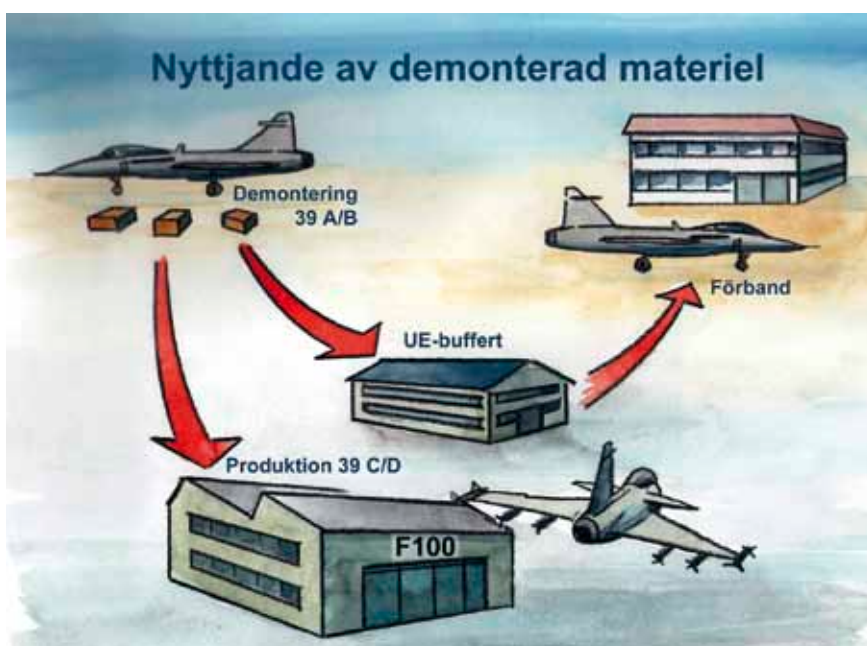 Nyttjande av demonterad materiel
Demontering
39 A/B
Förband
UE-buffert
Produktion 39 C/D
F100